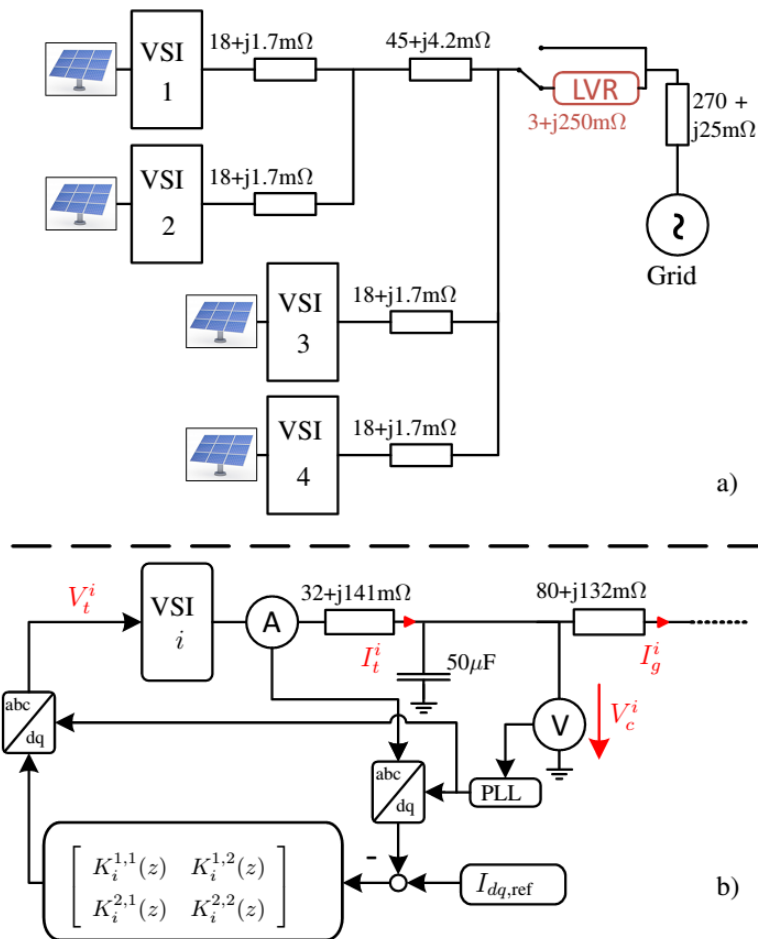 VSI
1
18+j1.7mΩ
45+j4.2mΩ
LVR
3+j250mΩ
270 +
j25mΩ
VSI
2
18+j1.7mΩ
Grid
VSI
3
18+j1.7mΩ
VSI
4
18+j1.7mΩ
a)
V_t^i
VSI
i
A
32+j141mΩ
I_t^i
50μF
80+j132mΩ
I_g^i
V
V_c^i
abc
dq
abc
dq
PLL
K_i^{1,1}(z) K_i^{1,2}(z)
K_i^{2,1}(z) K_i^{2,2}(z)
-
I_{dq,ref}
b)